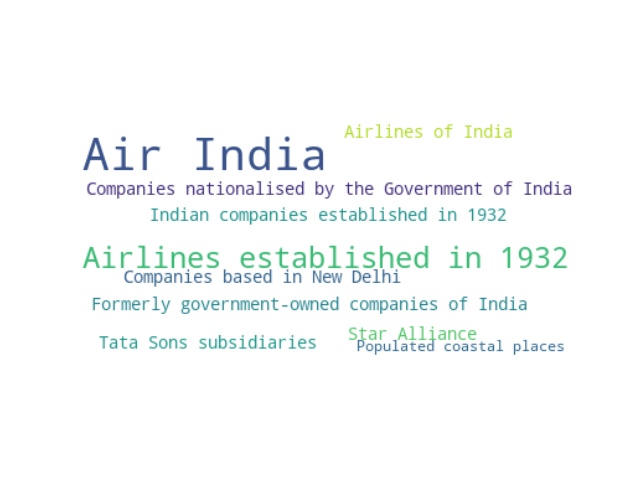 Airlines of India
Air India
Companies nationalised by the Government of India
Indian companies established in 1932
Airlines established in 1932
Companies based in New Delhi
Formerly government-owned companies of India
Star Alliance
Tata Sons subsidiaries
Populated coastal places